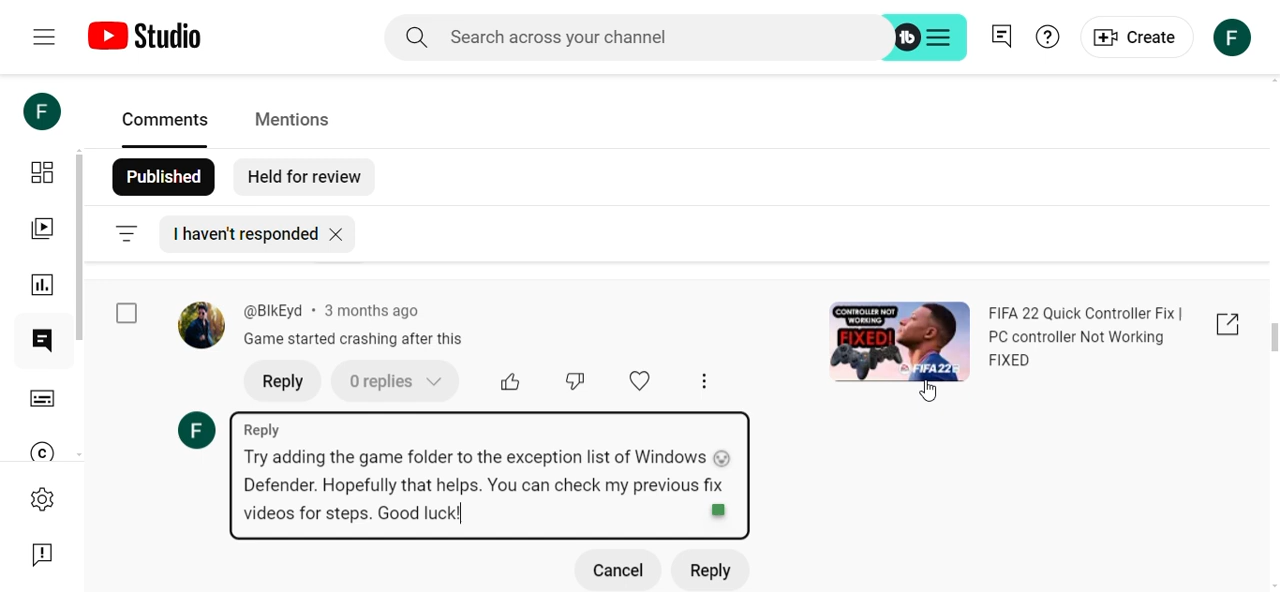 Studio
Search across your channel
Create
F
F
Comments
Mentions
Published
Held for review
I haven't responded
@BlkEyd • 3 months ago
Game started crashing after this
Reply
0 replies
CONTROLLER NOT
WORKING
FIXED!
FIFA 22
FIFA 22 Quick Controller Fix |
PC controller Not Working
FIXED
F
Reply
Try adding the game folder to the exception list of Windows
Defender. Hopefully that helps. You can check my previous fix
videos for steps. Good luck!
Cancel
Reply